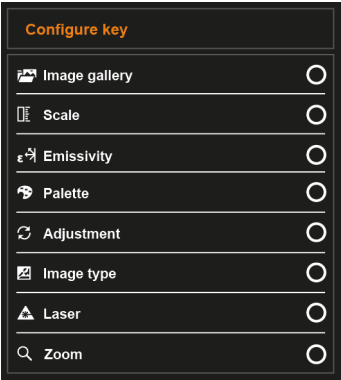 Configure key
Image gallery
Scale
ε Emissivity
Palette
Adjustment
Image type
Laser
Zoom